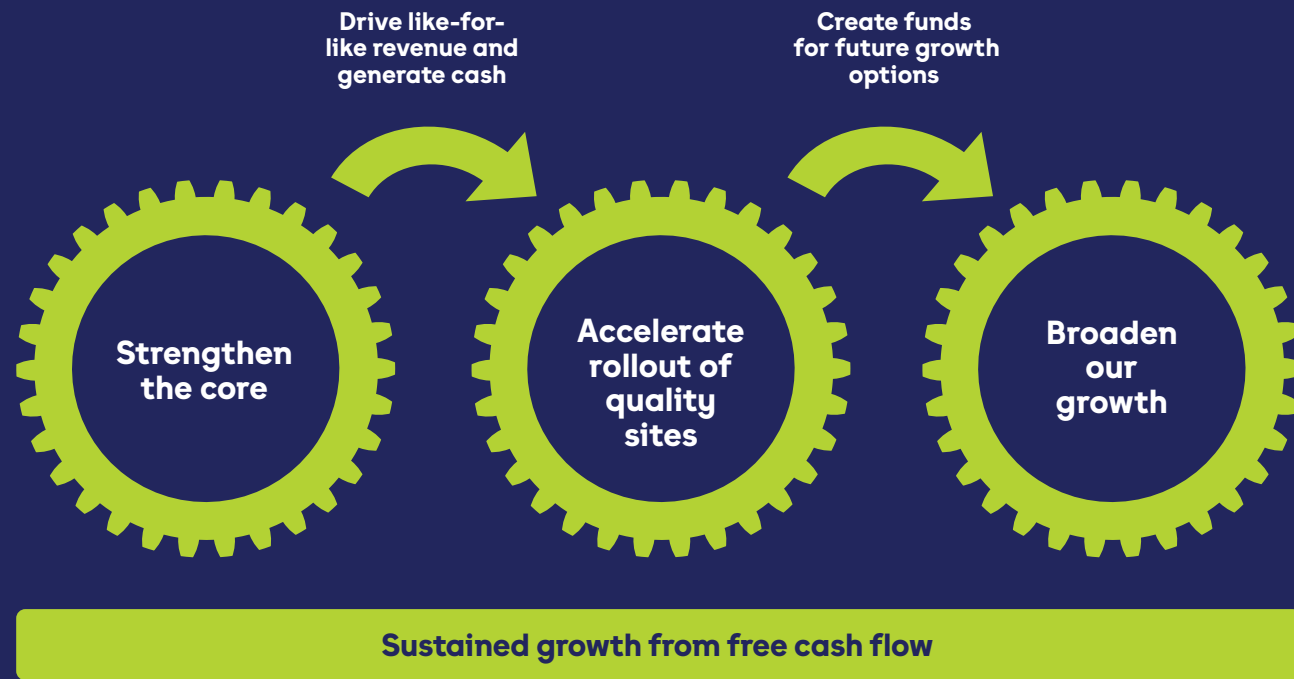 Drive like-for-
like revenue and
generate cash
Create funds
for future growth
options
Strengthen
the core
Accelerate
rollout of
quality
sites
Broaden
our
growth
Sustained growth from free cash flow